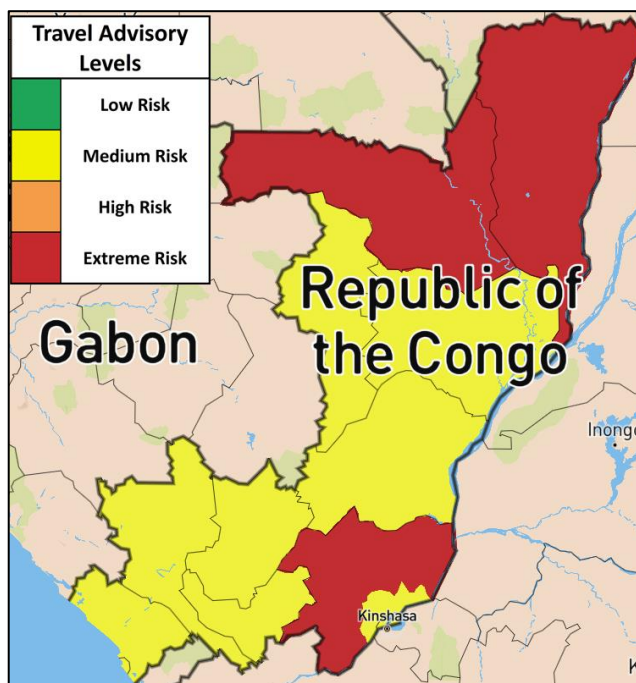 Travel Advisory
Levels
Low Risk
Medium Risk
High Risk
Extreme Risk
Republic of
the Congo
Gabon
Inongo
Kinshasa
K